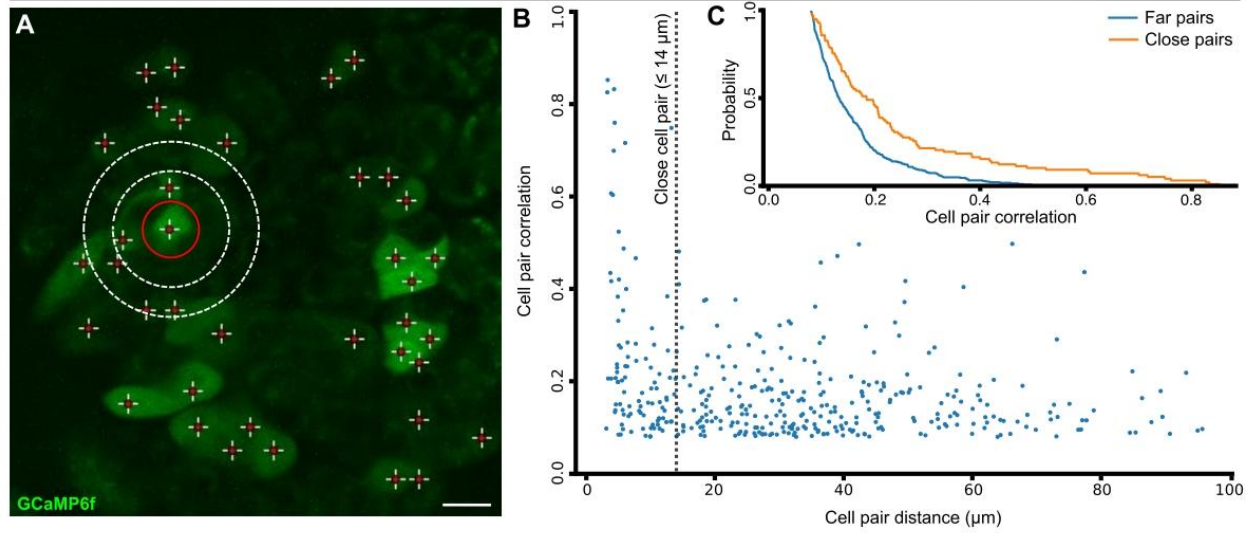 A
GCaMP6f
B
Cell pair correlation
1.0
0.8
0.6
0.4
0.2
0.0
Close cell pair (≤ 14 μm)
0
20
40
60
80
100
Cell pair distance (μm)
C
Far pairs
Close pairs
Probability
1.0
0.5
0.0
0.0
0.2
0.4
0.6
0.8
Cell pair correlation